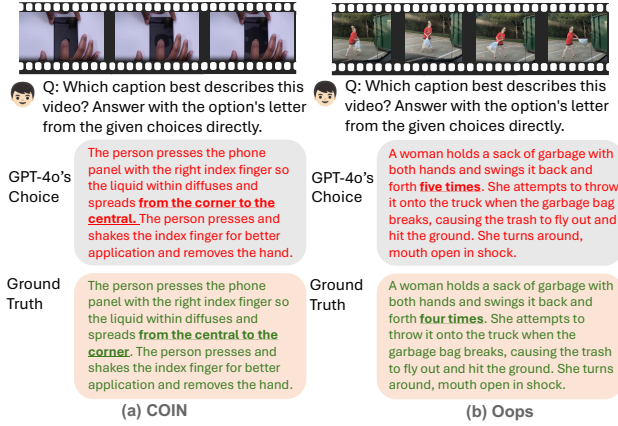 Q: Which caption best describes this
video? Answer with the option's letter
from the given choices directly.
GPT-4o's
Choice
The person presses the phone
panel with the right index finger so
the liquid within diffuses and
spreads from the corner to the
central. The person presses and
shakes the index finger for better
application and removes the hand.
Ground
Truth
The person presses the phone
panel with the right index finger so
the liquid within diffuses and
spreads from the central to the
corner. The person presses and
shakes the index finger for better
application and removes the hand.
(a) COIN
Q: Which caption best describes this
video? Answer with the option's letter
from the given choices directly.
GPT-4o's
Choice
A woman holds a sack of garbage with
both hands and swings it back and
forth five times. She attempts to throw
it onto the truck when the garbage bag
breaks, causing the trash to fly out and
hit the ground. She turns around,
mouth open in shock.
Ground
Truth
A woman holds a sack of garbage with
both hands and swings it back and
forth four times. She attempts to
throw it onto the truck when the
garbage bag breaks, causing the trash
to fly out and hit the ground. She turns
around, mouth open in shock.
(b) Oops